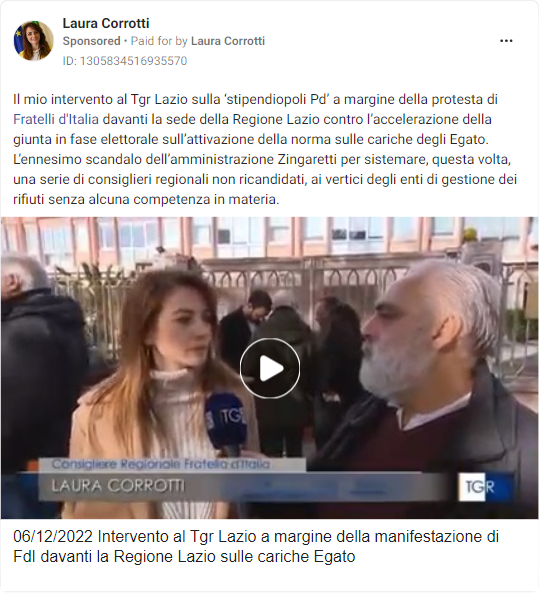 Laura Corrotti
Sponsored • Paid for by Laura Corrotti
ID: 1305834516935570
Il mio intervento al Tgr Lazio sulla ‘stipendiopoli Pd’ a margine della protesta di
Fratelli d'Italia davanti la sede della Regione Lazio contro l’accelerazione della
giunta in fase elettorale sull’attivazione della norma sulle cariche degli Egato.
L’ennesimo scandalo dell’amministrazione Zingaretti per sistemare, questa volta,
una serie di consiglieri regionali non ricandidati, ai vertici degli enti di gestione dei
rifiuti senza alcuna competenza in materia.
TGR
Consigliere Regionale Fratelli d'Italia
LAURA CORROTTI
TGR
06/12/2022 Intervento al Tgr Lazio a margine della manifestazione di
FdI davanti la Regione Lazio sulle cariche Egato